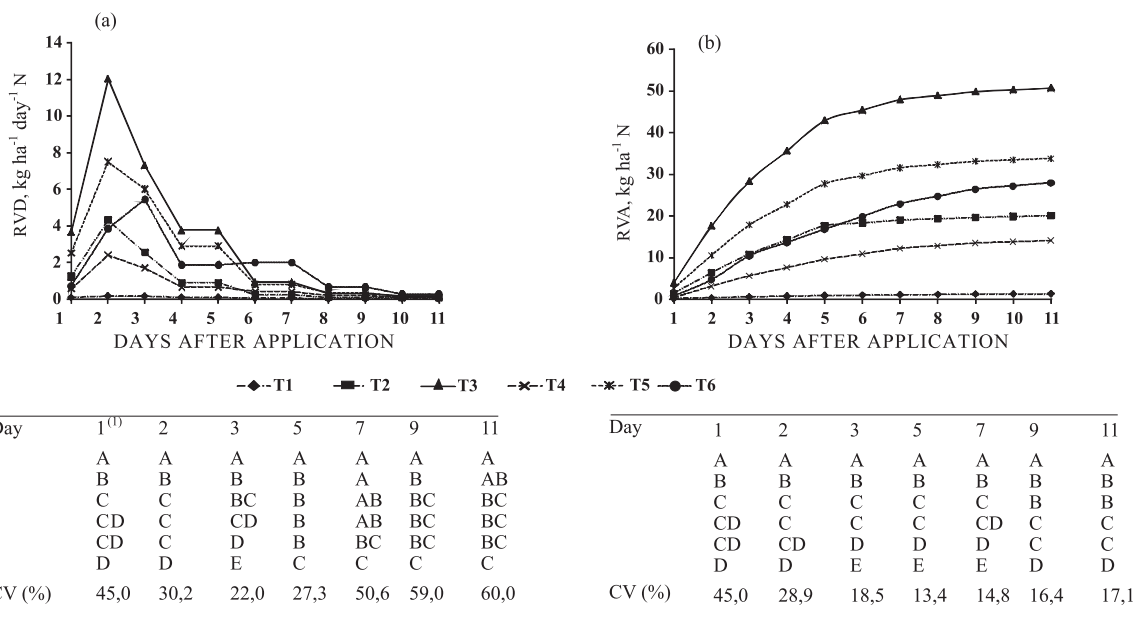 (a)
14
12
10
8
6
4
2
0
RVD, kg ha⁻¹ day⁻¹ N
1 2 3 4 5 6 7 8 9 10 11
DAYS AFTER APPLICATION
(b)
60
50
40
30
20
10
0
RVA, kg ha⁻¹ N
1 2 3 4 5 6 7 8 9 10 11
DAYS AFTER APPLICATION
T1 T2 T3 T4 T5 T6
Day 1⁽¹⁾ 2 3 5 7 9 11
A A A A A A A
B B B B A B AB
C C BC B AB BC BC
CD C CD B AB BC BC
CD C D B BC BC BC
D D E C C C C
CV (%) 45,0 30,2 22,0 27,3 50,6 59,0 60,0
Day 1 2 3 5 7 9 11
A A A A A A A
B B B B B B B
C C C C C B B
CD C C C CD C C
CD CD D D D C C
D D E E E D D
CV (%) 45,0 28,9 18,5 13,4 14,8 16,4 17,1